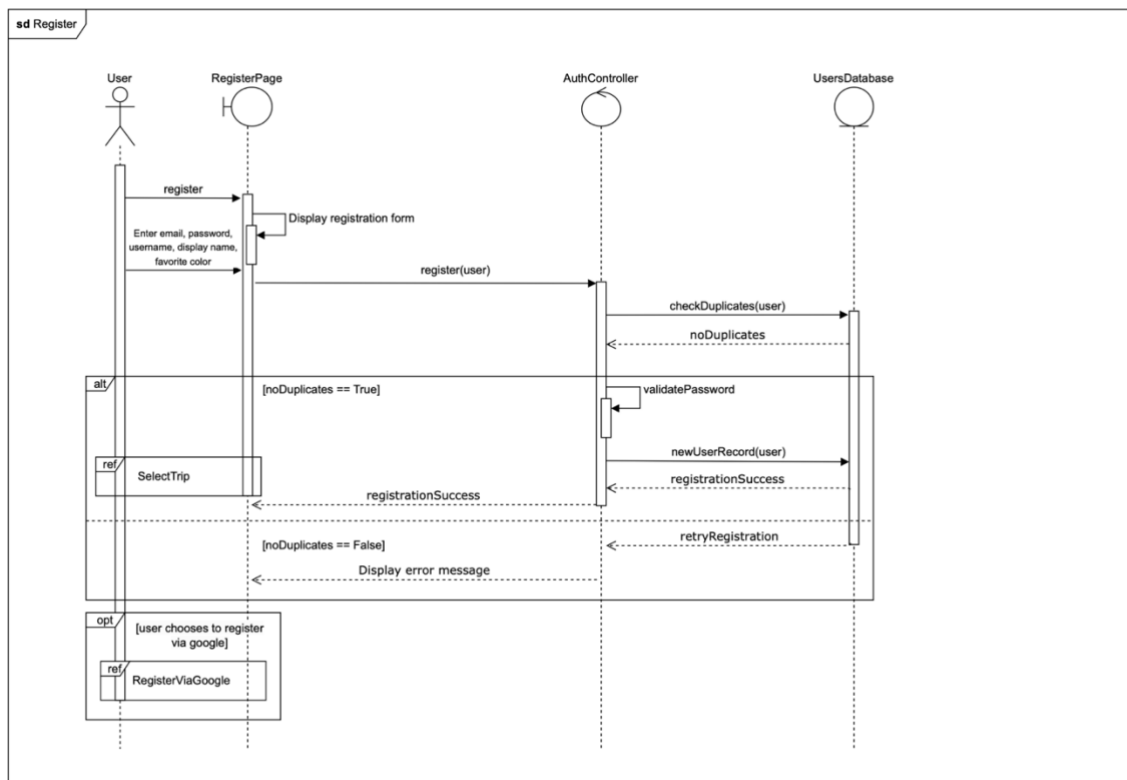 sd Register
User
RegisterPage
AuthController
UsersDatabase
register
Display registration form
Enter email, password,
username, display name,
favorite color
register(user)
checkDuplicates(user)
noDuplicates
alt
[noDuplicates == True]
validatePassword
newUserRecord(user)
ref
SelectTrip
registrationSuccess
registrationSuccess
[noDuplicates == False]
retryRegistration
Display error message
opt
[user chooses to register
via google]
ref
RegisterViaGoogle